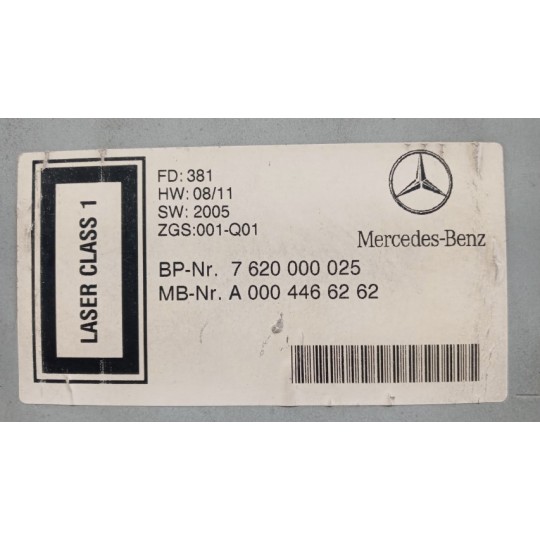 LASER CLASS 1
FD: 381
HW: 08/11
SW: 2005
ZGS:001-Q01
Mercedes-Benz
BP-Nr. 7 620 000 025
MB-Nr. A 000 446 62 62